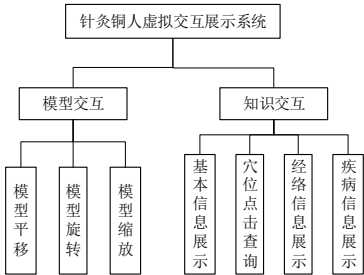 针灸铜人虚拟交互展示系统
模型交互
知识交互
模型平移
模型旋转
模型缩放
基本信息展示
穴位点击查询
经络信息展示
疾病信息展示